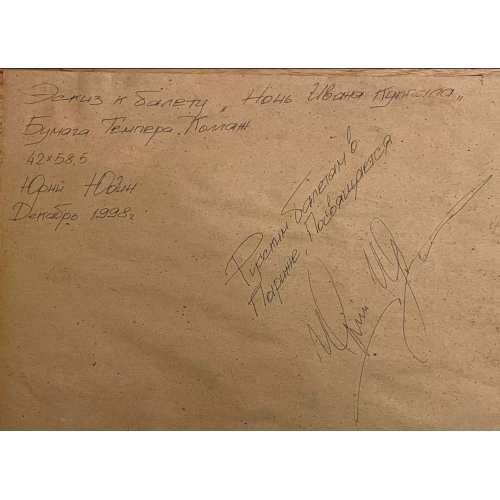 Эскиз к балету „Ночь Ивана Купала„
Бумага Темпера. Коллаж
42×58,5
Юрий Юдин
Декабрь 1998г
Русским балетам в
Париже, Посвящается